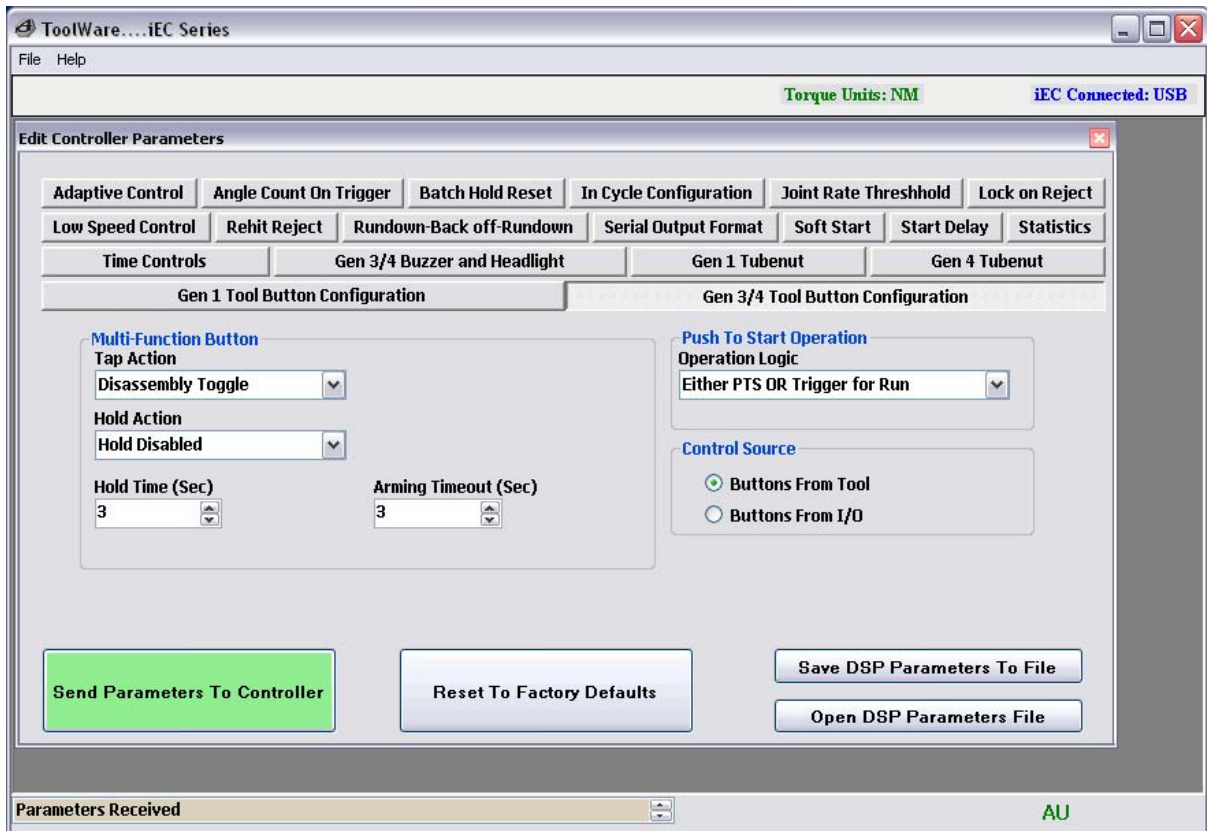 ToolWare....iEC Series
File Help
Torque Units: NM iEC Connected: USB
Edit Controller Parameters
Adaptive Control Angle Count On Trigger Batch Hold Reset In Cycle Configuration Joint Rate Threshhold Lock on Reject
Low Speed Control Rehit Reject Rundown-Back off-Rundown Serial Output Format Soft Start Start Delay Statistics
Time Controls Gen 3/4 Buzzer and Headlight Gen 1 Tubenut Gen 4 Tubenut
Gen 1 Tool Button Configuration Gen 3/4 Tool Button Configuration
Multi-Function Button
Tap Action
Disassembly Toggle
Hold Action
Hold Disabled
Hold Time (Sec) Arming Timeout (Sec)
3 3
Push To Start Operation
Operation Logic
Either PTS OR Trigger for Run
Control Source
Buttons From Tool
Buttons From I/O
Send Parameters To Controller
Reset To Factory Defaults
Save DSP Parameters To File
Open DSP Parameters File
Parameters Received AU